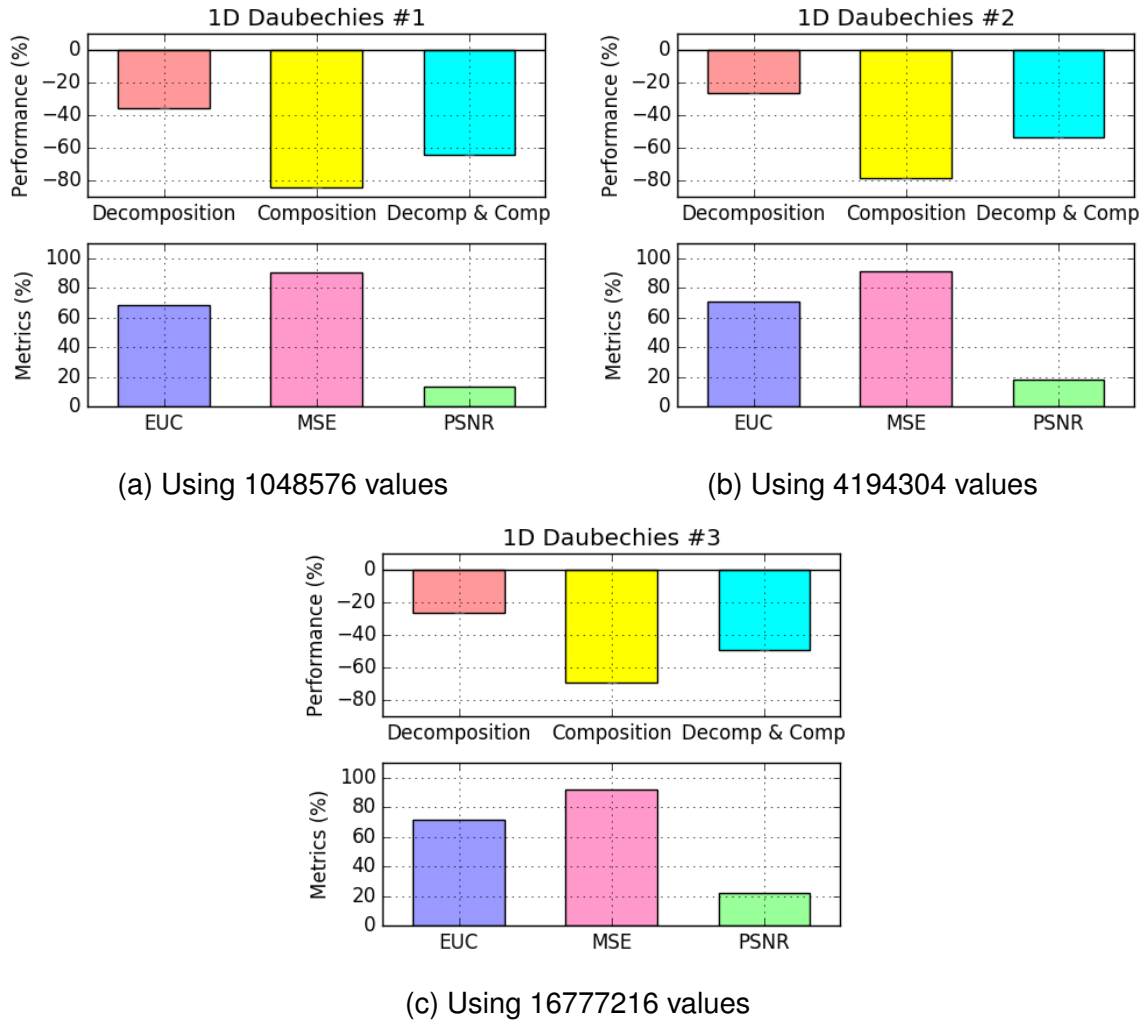 1D Daubechies #1
Performance (%)
0
−20
−40
−60
−80
Decomposition Composition Decomp & Comp
Metrics (%)
100
80
60
40
20
0
EUC MSE PSNR
(a) Using 1048576 values
1D Daubechies #2
Performance (%)
0
−20
−40
−60
−80
Decomposition Composition Decomp & Comp
Metrics (%)
100
80
60
40
20
0
EUC MSE PSNR
(b) Using 4194304 values
1D Daubechies #3
Performance (%)
0
−20
−40
−60
−80
Decomposition Composition Decomp & Comp
Metrics (%)
100
80
60
40
20
0
EUC MSE PSNR
(c) Using 16777216 values